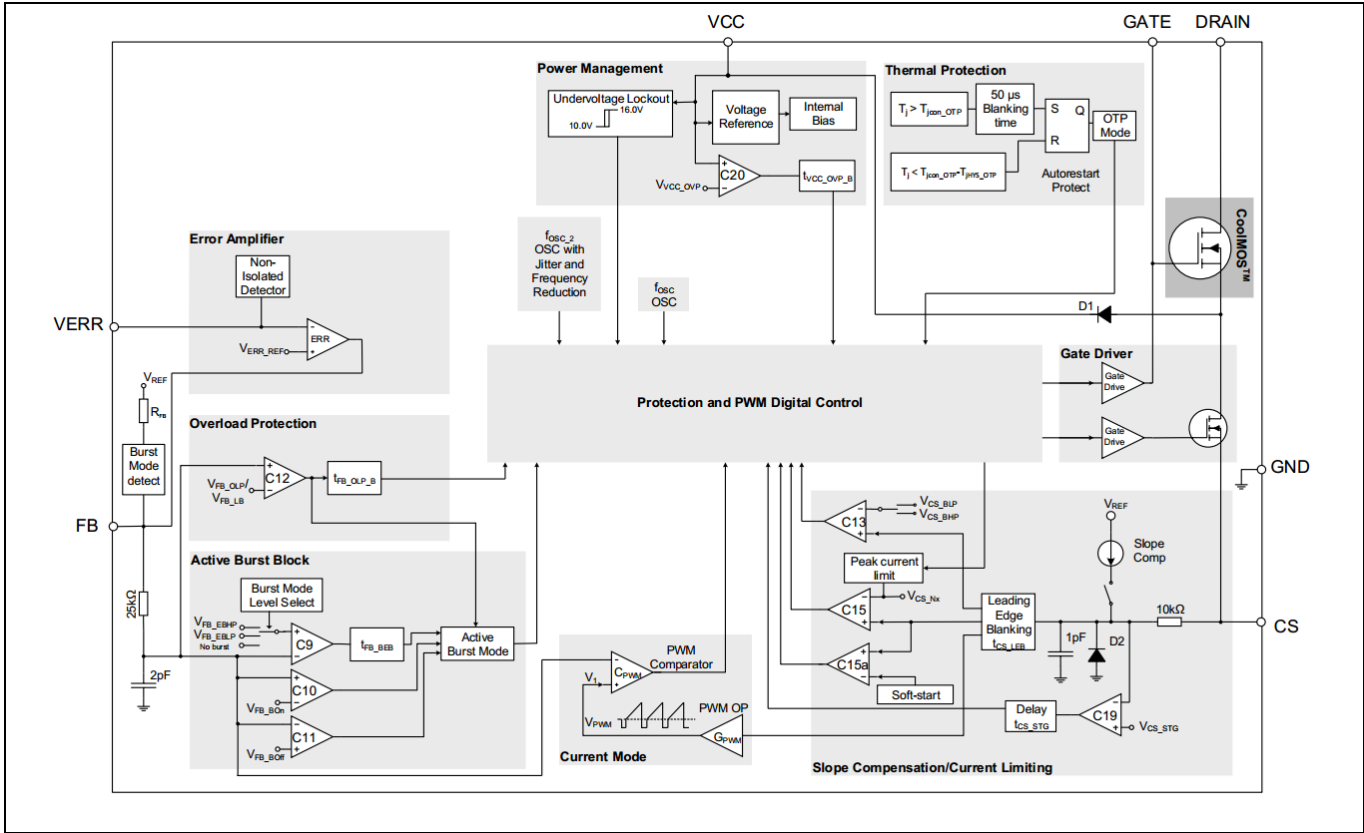 VCC
GATE
DRAIN
Power Management
Undervoltage Lockout
16.0V
10.0V
Voltage
Reference
Internal
Bias
C20
+
-
VVCC_OVP
tVCC_OVP_B
Thermal Protection
Tj > Tjcon_OTP
50 µs
Blanking
time
S
Q
R
OTP
Mode
Tj < Tjcon_OTP-TjHYS_OTP
Autorestart
Protect
CoolMOS™
Error Amplifier
Non-
Isolated
Detector
VERR
-
ERR
+
VERR_REF
fOSC_2
OSC with
Jitter and
Frequency
Reduction
fOSC
OSC
D1
VREF
RFB
Burst
Mode
detect
FB
25kΩ
2pF
Overload Protection
+
C12
-
VFB_OLP/
VFB_LB
tFB_OLP_B
Protection and PWM Digital Control
Gate Driver
Gate
Drive
Gate
Drive
GND
Active Burst Block
Burst Mode
Level Select
VFB_EBHP
VFB_EBLP
No burst
+
C9
-
tFB_BEB
Active
Burst Mode
+
C10
-
VFB_BOn
-
C11
+
VFB_BOff
PWM
Comparator
-
CPWM
+
V1
VPWM
PWM OP
GPWM
Current Mode
-
C13
+
VCS_BLP
VCS_BHP
Peak current
limit
-
C15
+
VCS_Nx
+
C15a
-
Soft-start
Leading
Edge
Blanking
tCS_LEB
VREF
Slope
Comp
10kΩ
1pF
D2
CS
Delay
tCS_STG
-
C19
+
VCS_STG
Slope Compensation/Current Limiting